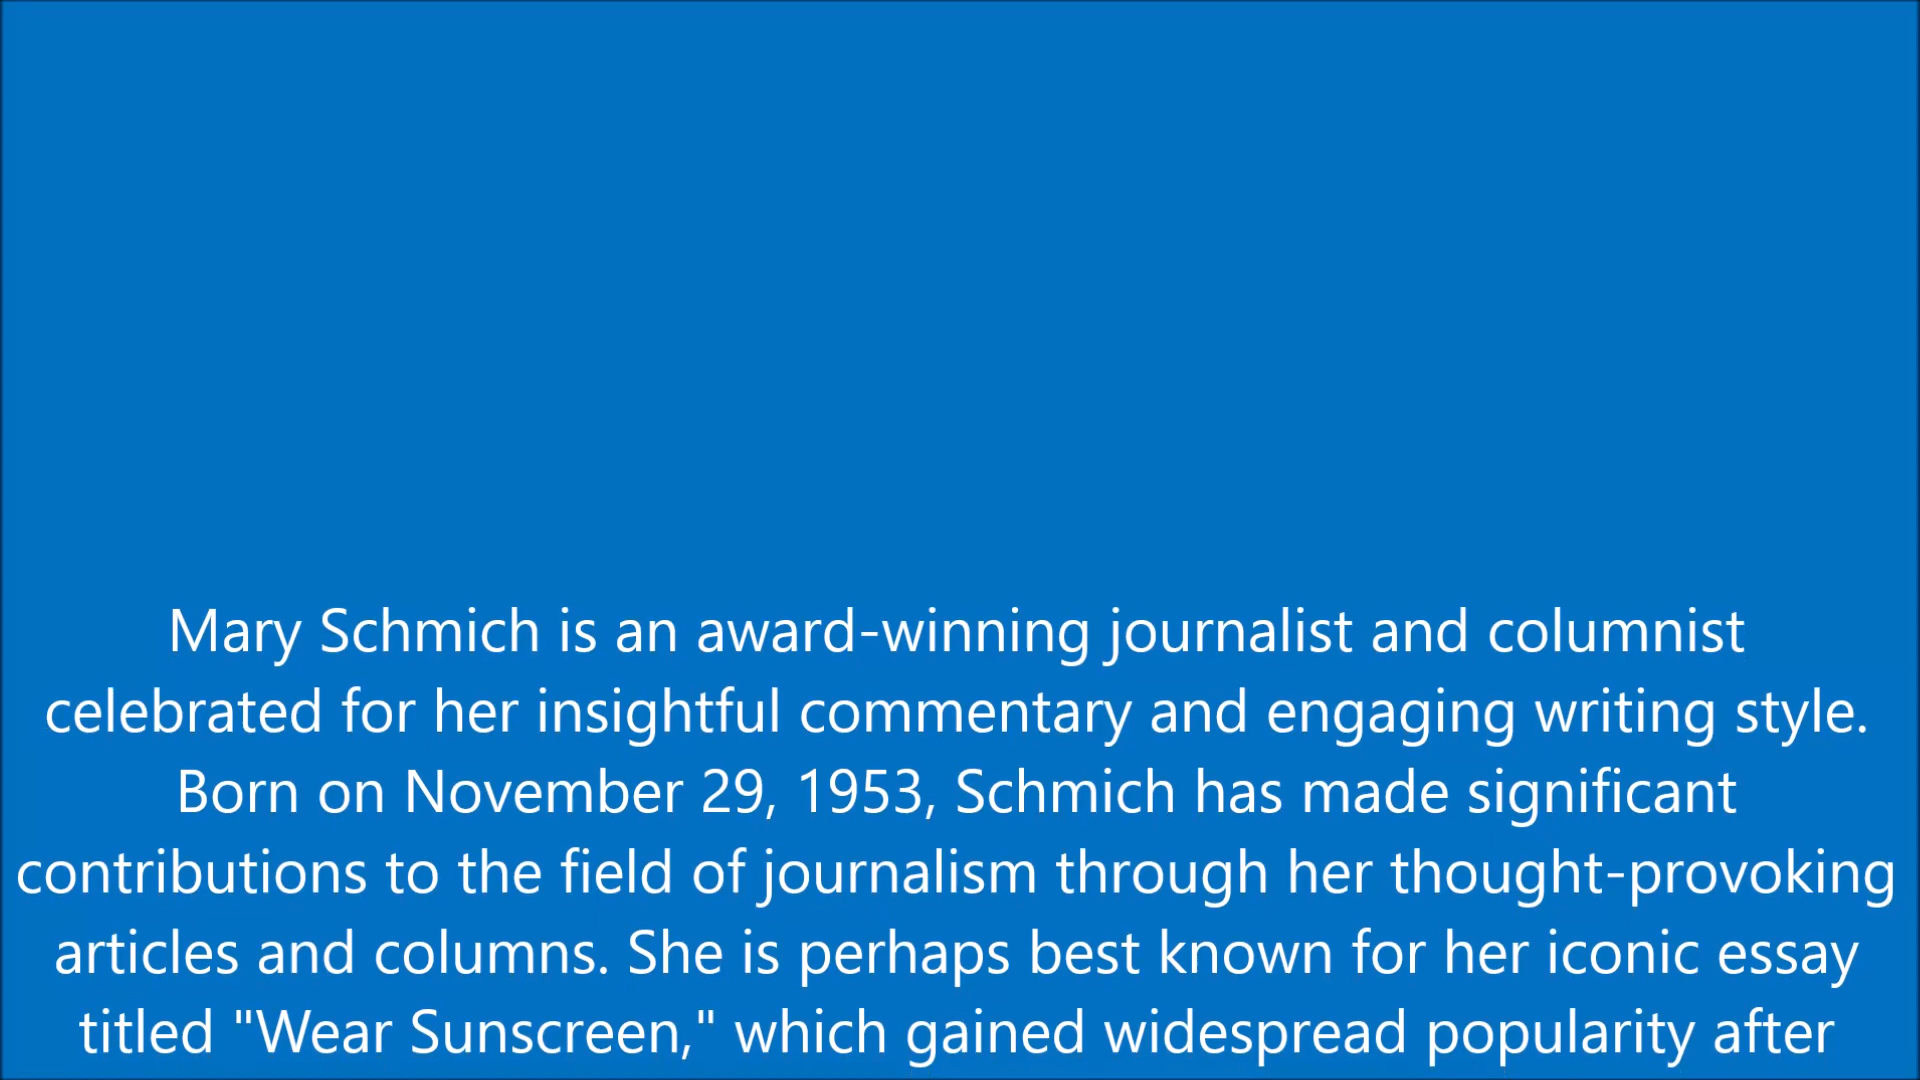 Mary Schmich is an award-winning journalist and columnist
celebrated for her insightful commentary and engaging writing style.
Born on November 29, 1953, Schmich has made significant
contributions to the field of journalism through her thought-provoking
articles and columns. She is perhaps best known for her iconic essay
titled "Wear Sunscreen," which gained widespread popularity after